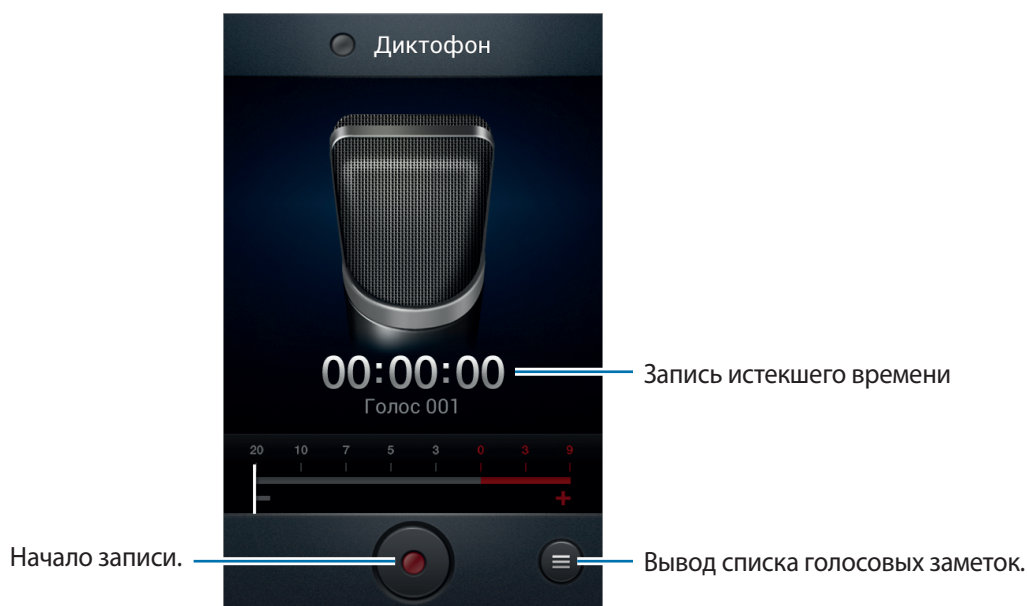 Диктофон
00:00:00
Запись истекшего времени
Голос 001
20 10 7 5 3 0 3 9
− +
Начало записи.
Вывод списка голосовых заметок.